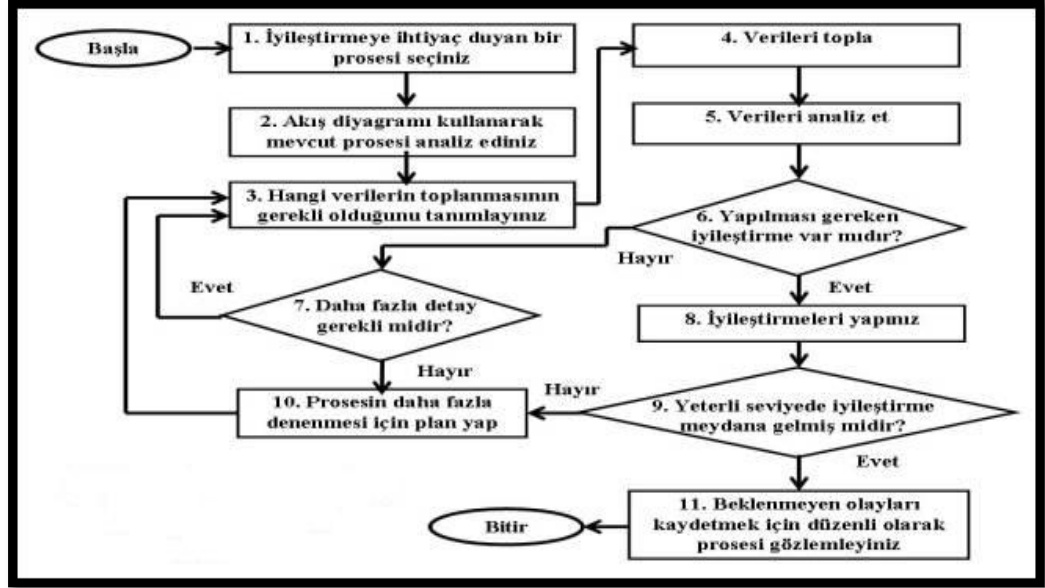 Başla
1. İyileştirmeye ihtiyaç duyan bir
prosesi seçiniz
2. Akış diyagramı kullanarak
mevcut prosesi analiz ediniz
3. Hangi verilerin toplanmasının
gerekli olduğunu tanımlayınız
4. Verileri topla
5. Verileri analiz et
6. Yapılması gereken
iyileştirme var mıdır?
Hayır
Evet
7. Daha fazla detay
gerekli midir?
Evet
Hayır
8. İyileştirmeleri yapınız
9. Yeterli seviyede iyileştirme
meydana gelmiş midir?
Hayır
Evet
10. Prosesin daha fazla
denenmesi için plan yap
11. Beklenmeyen olayları
kaydetmek için düzenli olarak
prosesi gözlemleyiniz
Bitir